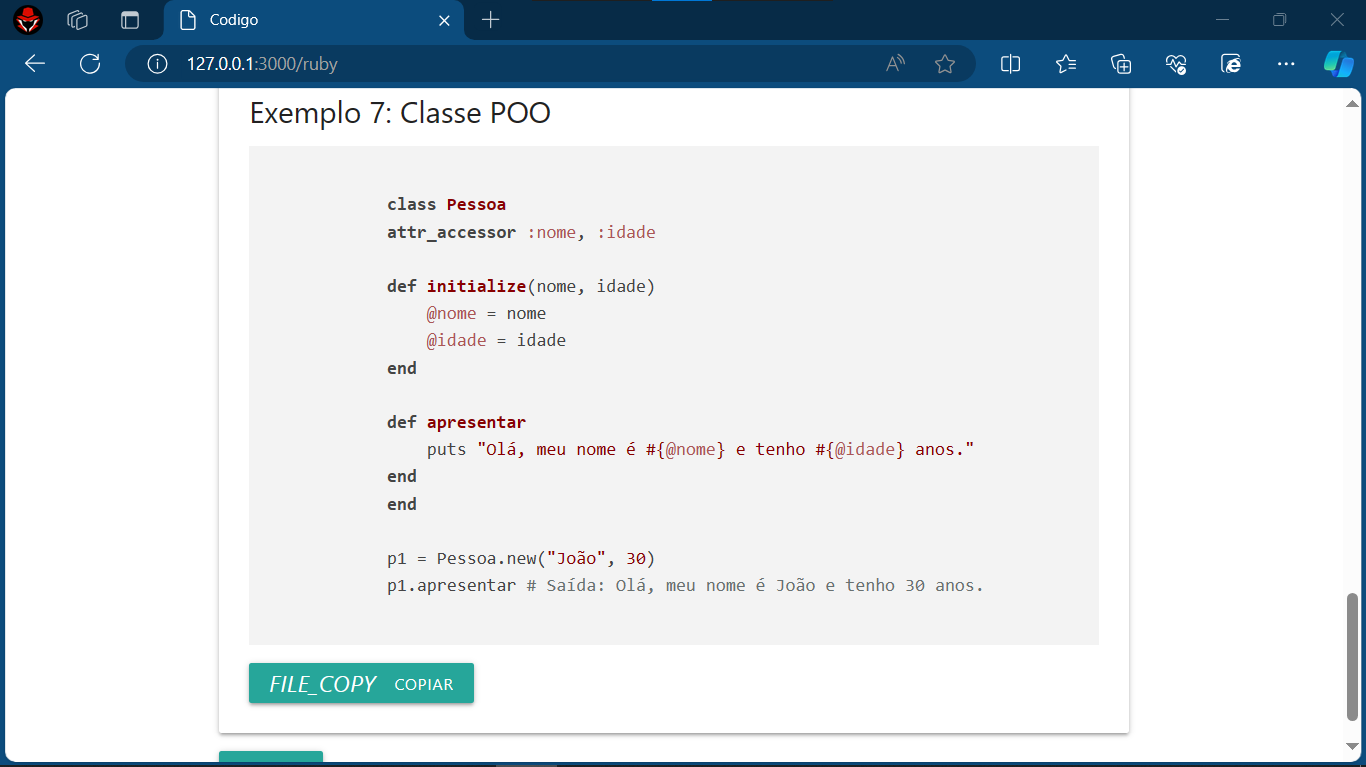 Codigo
127.0.0.1:3000/ruby
Exemplo 7: Classe POO
class Pessoa
attr_accessor :nome, :idade
def initialize(nome, idade)
@nome = nome
@idade = idade
end
def apresentar
puts "Olá, meu nome é #{@nome} e tenho #{@idade} anos."
end
end
p1 = Pessoa.new("João", 30)
p1.apresentar # Saída: Olá, meu nome é João e tenho 30 anos.
FILE_COPY COPIAR